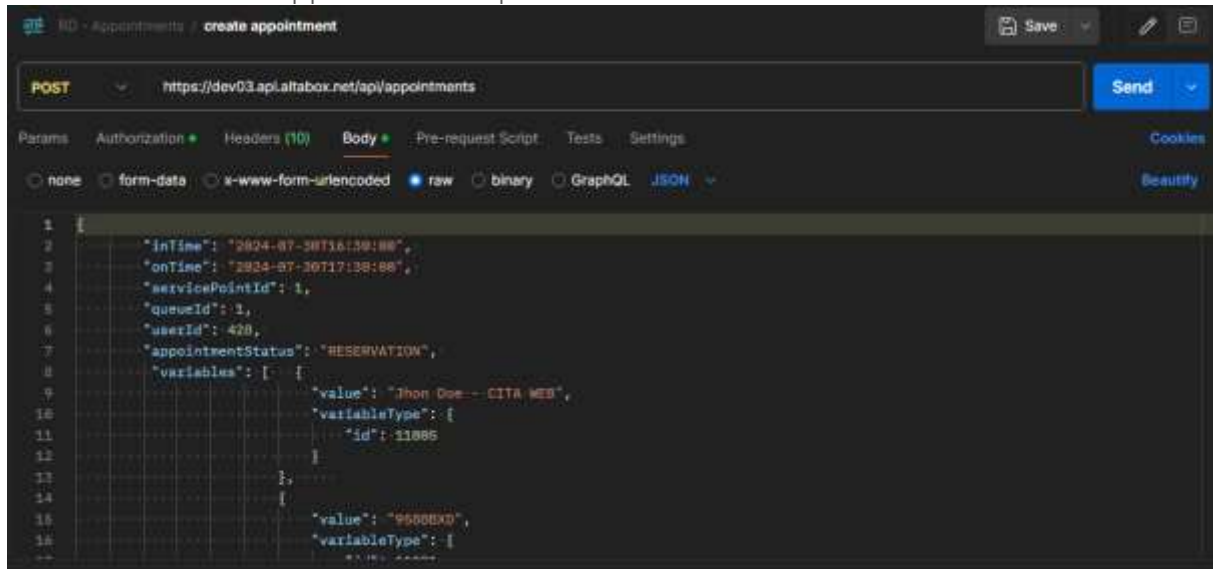 RD - Appointments / create appointment
Save
POST
https://dev03.api.altabox.net/api/appointments
Send
Params Authorization Headers (10) Body Pre-request Script Tests Settings Cookies
none form-data x-www-form-urlencoded raw binary GraphQL JSON Beautify
1 {
2 "inTime": "2024-07-30T16:30:00",
3 "onTime": "2024-07-30T17:30:00",
4 "servicePointId": 1,
5 "queueId": 1,
6 "userId": 420,
7 "appointmentStatus": "RESERVATION",
8 "variables": [ {
9 "value": "Jhon Doe - CITA WEB",
10 "variableType": {
11 "id": 11005
12 }
13 },
14 {
15 "value":
16 "variableType": {